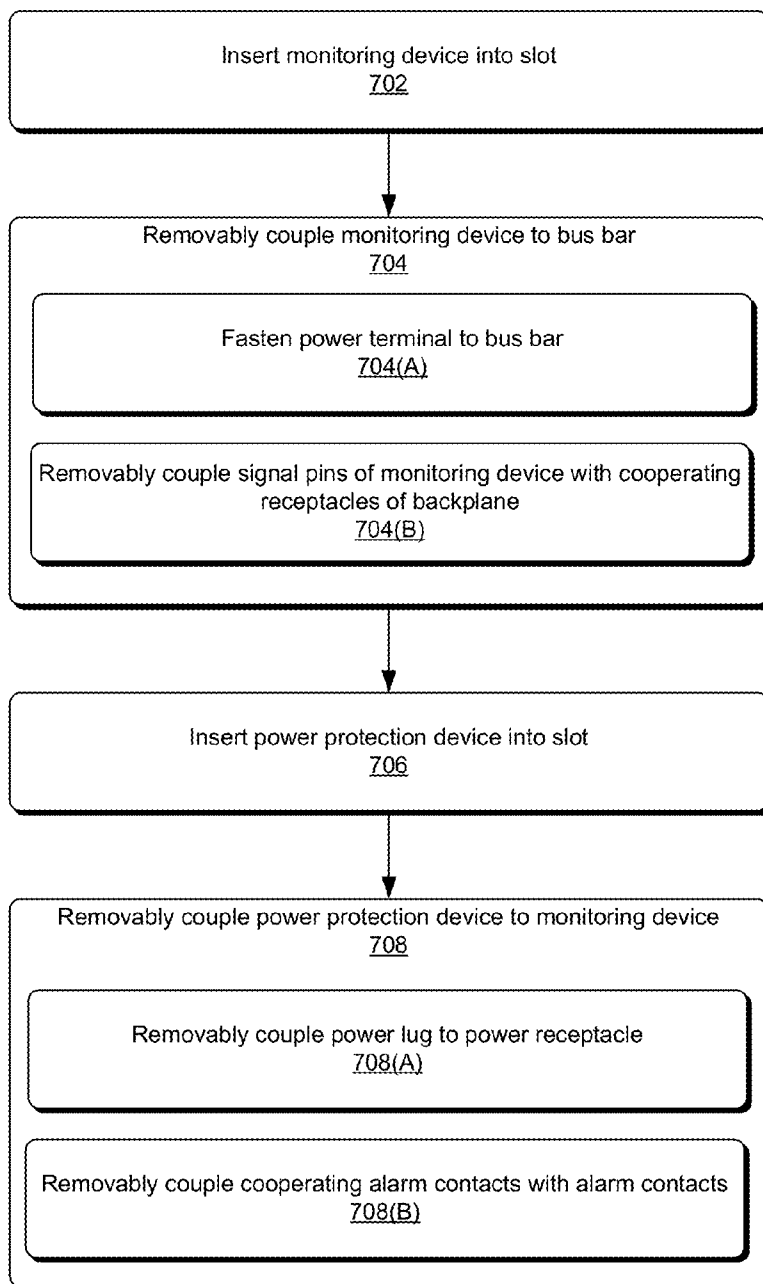 Insert monitoring device into slot
702
Removably couple monitoring device to bus bar
704
Fasten power terminal to bus bar
704(A)
Removably couple signal pins of monitoring device with cooperating
receptacles of backplane
704(B)
Insert power protection device into slot
706
Removably couple power protection device to monitoring device
708
Removably couple power lug to power receptacle
708(A)
Removably couple cooperating alarm contacts with alarm contacts
708(B)